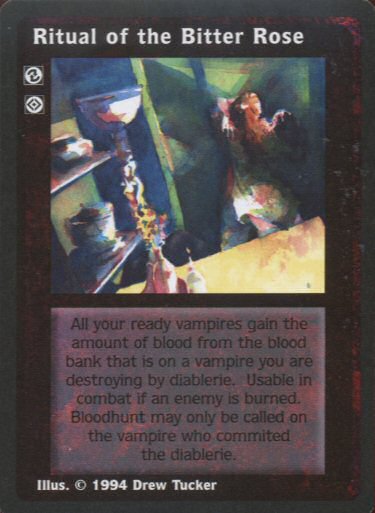 Ritual of the Bitter Rose
All your ready vampires gain the
amount of blood from the blood
bank that is on a vampire you are
destroying by diablerie. Usable in
combat if an enemy is burned.
Bloodhunt may only be called on
the vampire who commited
the diablerie.
Illus. © 1994 Drew Tucker